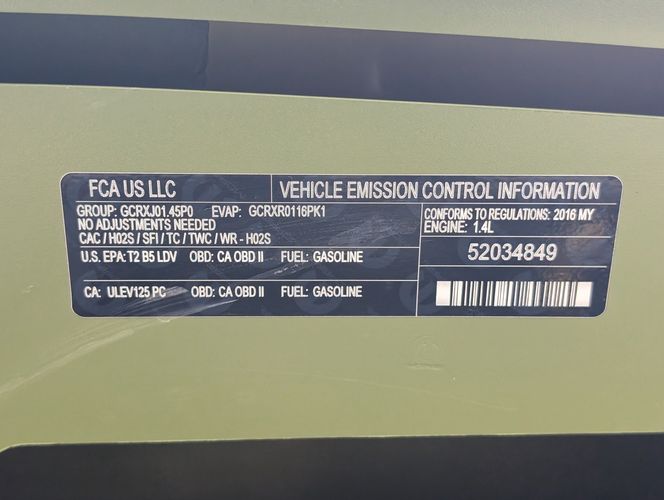 FCA US LLC VEHICLE EMISSION CONTROL INFORMATION
GROUP: GCRXJ01.45P0 EVAP: GCRXR0116PK1
NO ADJUSTMENTS NEEDED
CAC / H02S / SFI / TC / TWC / WR - H02S
CONFORMS TO REGULATIONS: 2016 MY
ENGINE: 1.4L
U.S. EPA: T2 B5 LDV OBD: CA OBD II FUEL: GASOLINE
52034849
CA: ULEV125 PC OBD: CA OBD II FUEL: GASOLINE